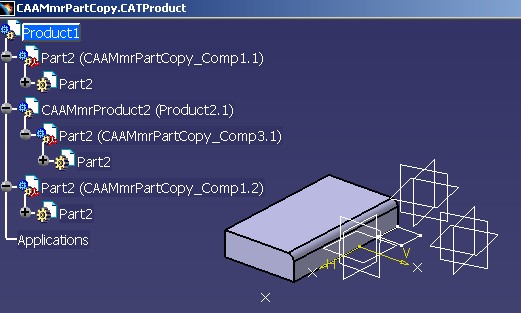 CAAMmrPartCopy.CATProduct
Product1
Part2 (CAAMmrPartCopy_Comp1.1)
Part2
CAAMmrProduct2 (Product2.1)
Part2 (CAAMmrPartCopy_Comp3.1)
Part2
Part2 (CAAMmrPartCopy_Comp1.2)
Part2
Applications
H V